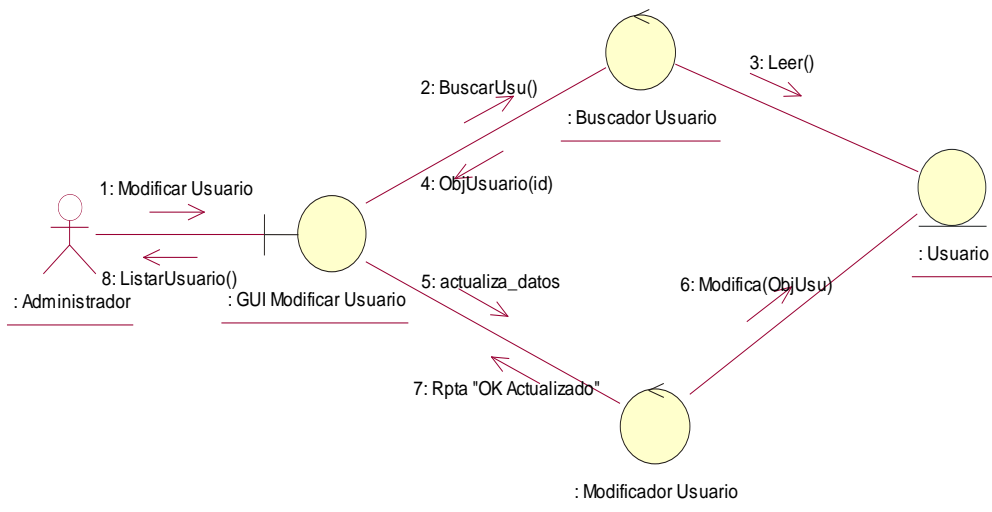 3: Leer()
2: BuscarUsu()
: Buscador Usuario
4: ObjUsuario(id)
1: Modificar Usuario
: Usuario
8: ListarUsuario()
5: actualiza_datos
6: Modifica(ObjUsu)
: Administrador
: GUI Modificar Usuario
7: Rpta "OK Actualizado"
: Modificador Usuario